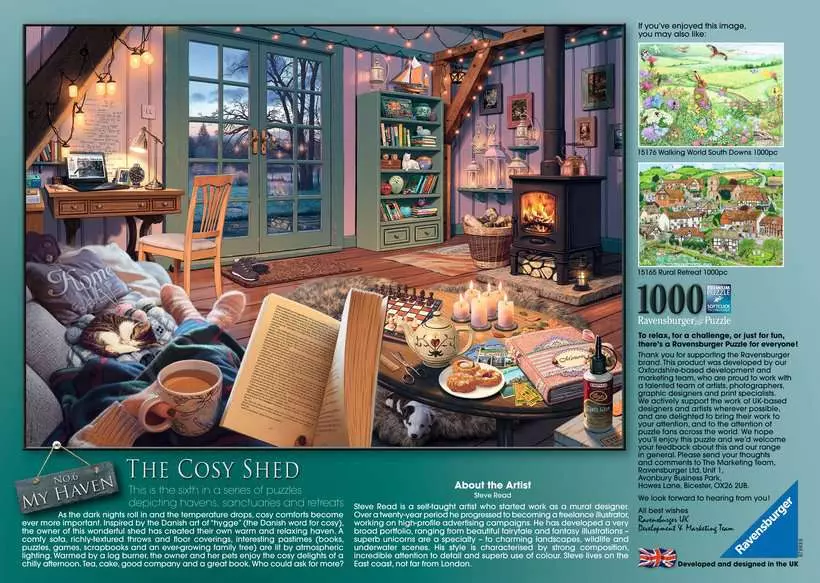 If you've enjoyed this image,
you may also like:
15176 Walking World South Downs 1000pc
15165 Rural Retreat 1000pc
1000
PREMIUM
PUZZLE
SOFTCLICK
Ravensburger Puzzle
To relax, for a challenge, or just for fun,
there's a Ravensburger Puzzle for everyone!
Thank you for supporting the Ravensburger
brand. This product was developed by our
Oxfordshire-based development and
marketing team, who are proud to work with
a talented team of artists, photographers,
graphic designers and print specialists.
We actively support the work of UK-based
designers and artists wherever possible,
and are delighted to bring their work to
your attention, and to the attention of
puzzle fans across the world. We hope
you'll enjoy this puzzle and we'd welcome
your feedback about this and our range
in general. Please send your thoughts
and comments to The Marketing Team,
Ravensburger Ltd, Unit 1,
Avonbury Business Park,
Howes Lane, Bicester, OX26 2UB.
We look forward to hearing from you!
All best wishes
Ravensburger UK
Development & Marketing Team
Ravensburger
Developed and designed in the UK
Home
Memories
No.6
My Haven
The Cosy Shed
This is the sixth in a series of puzzles
depicting havens, sanctuaries and retreats
As the dark nights roll in and the temperature drops, cosy comforts become
ever more important. Inspired by the Danish art of "hygge" (the Danish word for cosy),
the owner of this wonderful shed has created their own warm and relaxing haven. A
comfy sofa, richly-textured throws and floor coverings, interesting pastimes (books,
puzzles, games, scrapbooks and an ever-growing family tree) are lit by atmospheric
lighting. Warmed by a log burner, the owner and her pets enjoy the cosy delights of a
chilly afternoon. Tea, cake, good company and a great book. Who could ask for more?
About the Artist
Steve Read
Steve Read is a self-taught artist who started work as a mural designer.
Over a twenty-year period he progressed to becoming a freelance illustrator,
working on high-profile advertising campaigns. He has developed a very
broad portfolio, ranging from beautiful fairytale and fantasy illustrations –
superb unicorns are a specialty – to charming landscapes, wildlife and
underwater scenes. His style is characterised by strong composition,
incredible attention to detail and superb use of colour. Steve lives on the
East coast, not far from London.